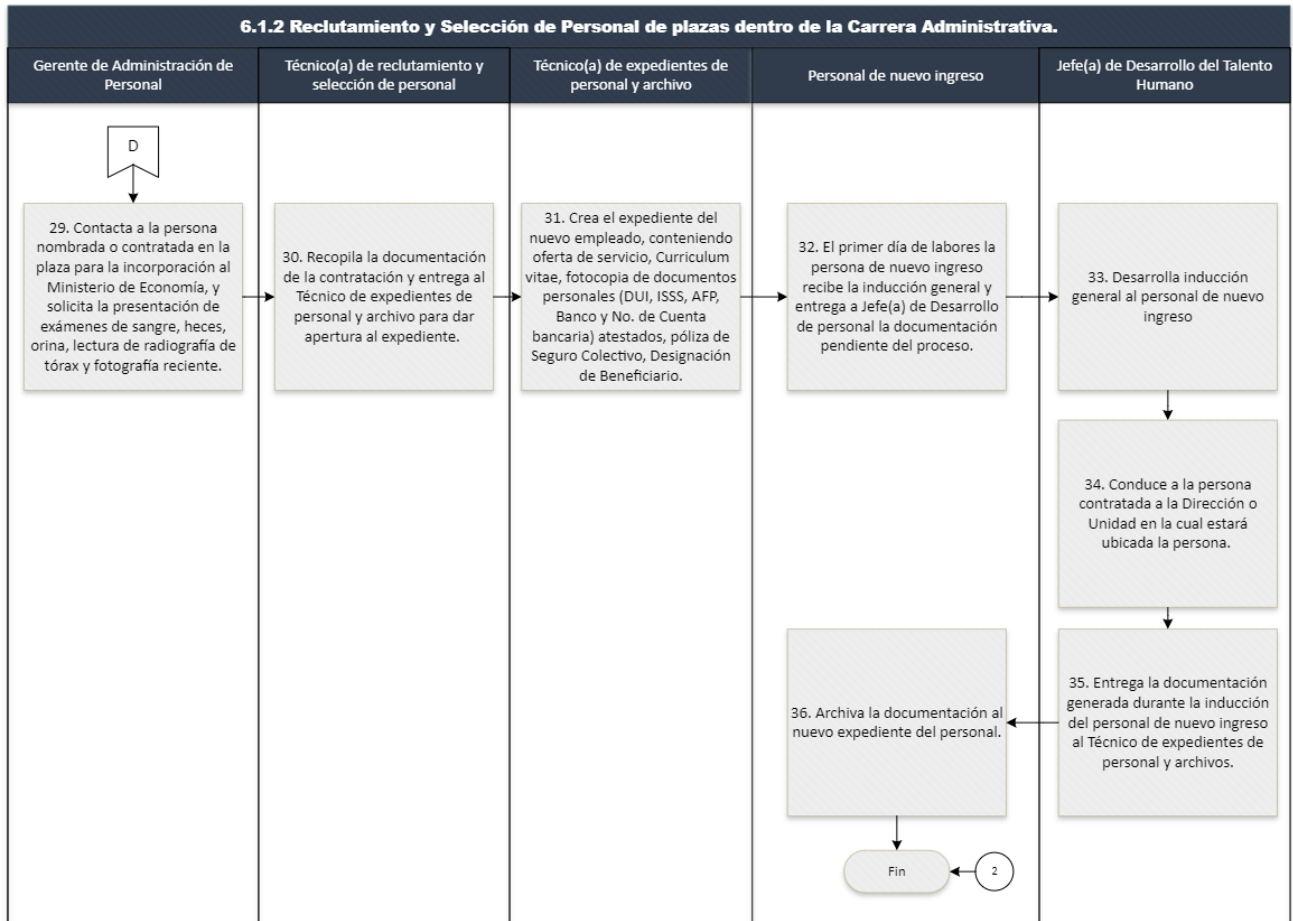 6.1.2 Reclutamiento y Selección de Personal de plazas dentro de la Carrera Administrativa.
Gerente de Administración de
Personal
Técnico(a) de reclutamiento y
selección de personal
Técnico(a) de expedientes de
personal y archivo
Personal de nuevo ingreso
Jefe(a) de Desarrollo del Talento
Humano
D
29. Contacta a la persona
nombrada o contratada en la
plaza para la incorporación al
Ministerio de Economía, y
solicita la presentación de
exámenes de sangre, heces,
orina, lectura de radiografía de
tórax y fotografía reciente.
30. Recopila la documentación
de la contratación y entrega al
Técnico de expedientes de
personal y archivo para dar
apertura al expediente.
31. Crea el expediente del
nuevo empleado, conteniendo
oferta de servicio, Curriculum
vitae, fotocopia de documentos
personales (DUI, ISSS, AFP,
Banco y No. de Cuenta
bancaria) atestados, póliza de
Seguro Colectivo, Designación
de Beneficiario.
32. El primer día de labores la
persona de nuevo ingreso
recibe la inducción general y
entrega a Jefe(a) de Desarrollo
de personal la documentación
pendiente del proceso.
33. Desarrolla inducción
general al personal de nuevo
ingreso
34. Conduce a la persona
contratada a la Dirección o
Unidad en la cual estará
ubicada la persona.
35. Entrega la documentación
generada durante la inducción
del personal de nuevo ingreso
al Técnico de expedientes de
personal y archivos.
36. Archiva la documentación al
nuevo expediente del personal.
Fin
2